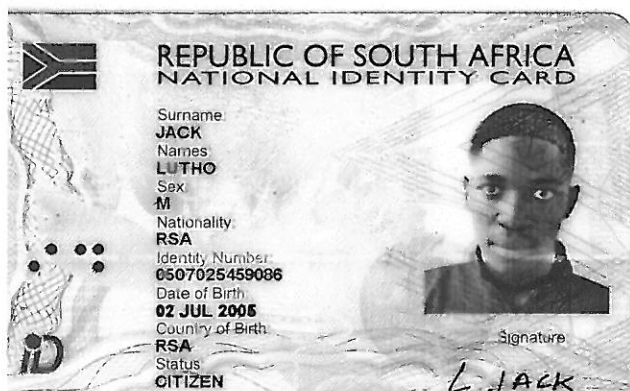 REPUBLIC OF SOUTH AFRICA
NATIONAL IDENTITY CARD
Surname:
JACK
Names
LUTHO
Sex
M
Nationality:
RSA
Identity Number:
0507025459086
Date of Birth
02 JUL 2005
Country of Birth
RSA
Status
CITIZEN
Signature
L JACK
iD